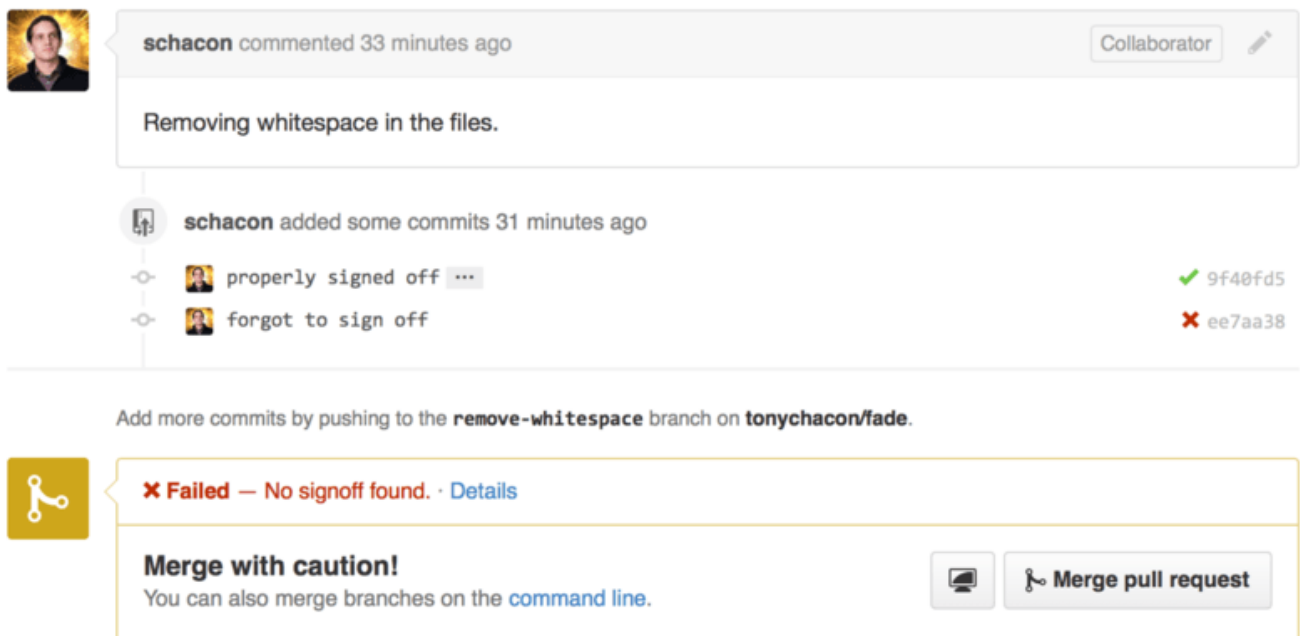 schacon commented 33 minutes ago Collaborator
Removing whitespace in the files.
schacon added some commits 31 minutes ago
properly signed off ... 9f40fd5
forgot to sign off ee7aa38
Add more commits by pushing to the remove-whitespace branch on tonychacon/fade.
Failed — No signoff found. · Details
Merge with caution!
You can also merge branches on the command line.
Merge pull request